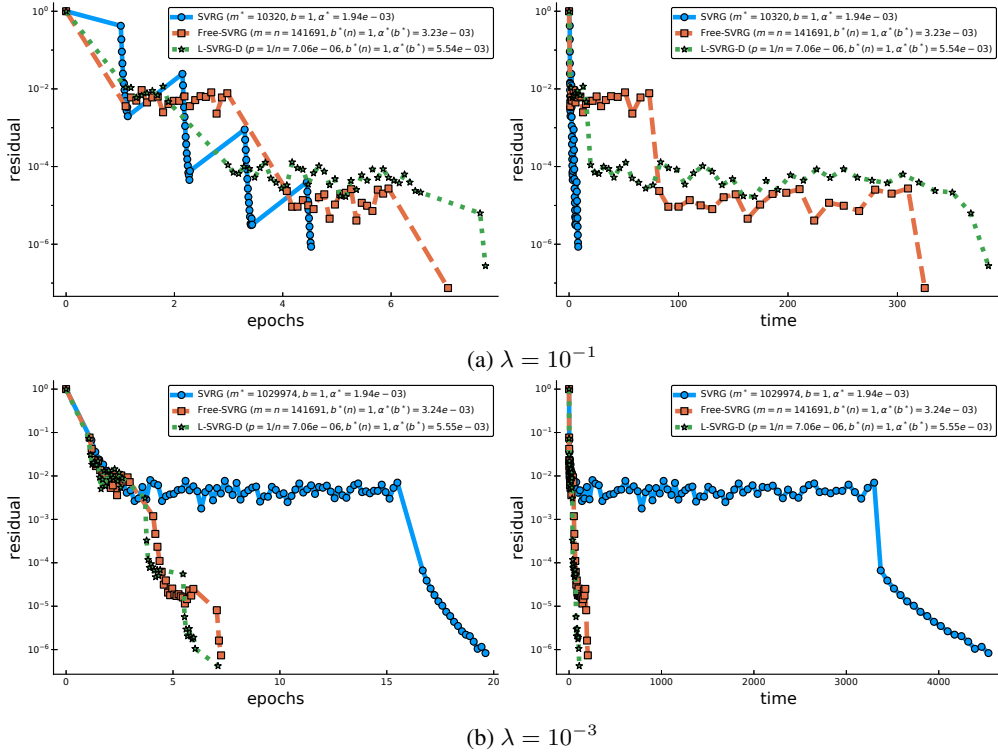 SVRG (m* = 10320, b = 1, α* = 1.94e − 03)
Free-SVRG (m = n = 141691, b*(n) = 1, α*(b*) = 3.23e − 03)
L-SVRG-D (p = 1/n = 7.06e − 06, b*(n) = 1, α*(b*) = 5.54e − 03)
10⁰
10⁻²
10⁻⁴
10⁻⁶
residual
0 2 4 6
epochs
SVRG (m* = 10320, b = 1, α* = 1.94e − 03)
Free-SVRG (m = n = 141691, b*(n) = 1, α*(b*) = 3.23e − 03)
L-SVRG-D (p = 1/n = 7.06e − 06, b*(n) = 1, α*(b*) = 5.54e − 03)
10⁰
10⁻²
10⁻⁴
10⁻⁶
residual
0 100 200 300
time
(a) λ = 10⁻¹
SVRG (m* = 1029974, b = 1, α* = 1.94e − 03)
Free-SVRG (m = n = 141691, b*(n) = 1, α*(b*) = 3.24e − 03)
L-SVRG-D (p = 1/n = 7.06e − 06, b*(n) = 1, α*(b*) = 5.55e − 03)
10⁰
10⁻¹
10⁻²
10⁻³
10⁻⁴
10⁻⁵
10⁻⁶
residual
0 5 10 15 20
epochs
SVRG (m* = 1029974, b = 1, α* = 1.94e − 03)
Free-SVRG (m = n = 141691, b*(n) = 1, α*(b*) = 3.24e − 03)
L-SVRG-D (p = 1/n = 7.06e − 06, b*(n) = 1, α*(b*) = 5.55e − 03)
10⁰
10⁻¹
10⁻²
10⁻³
10⁻⁴
10⁻⁵
10⁻⁶
residual
0 1000 2000 3000 4000
time
(b) λ = 10⁻³